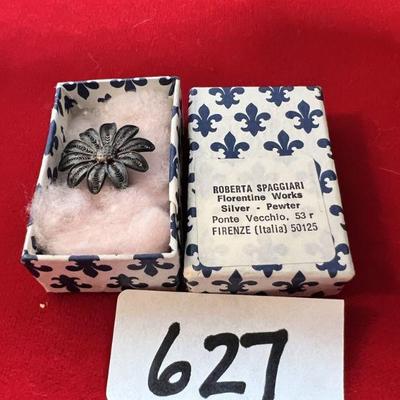 ROBERTA SPAGGIARI
Florentine Works
Silver - Pewter
Ponte Vecchio, 53 r
FIRENZE (Italia) 50125
627